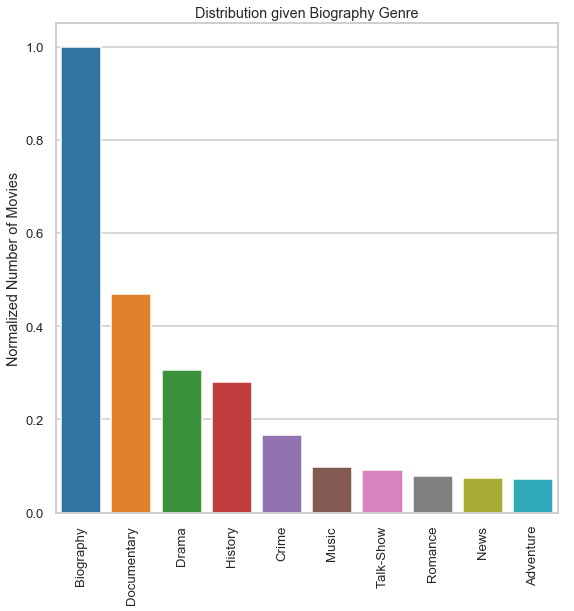 Distribution given Biography Genre
Normalized Number of Movies
1.0
0.8
0.6
0.4
0.2
0.0
Biography
Documentary
Drama
History
Crime
Music
Talk-Show
Romance
News
Adventure